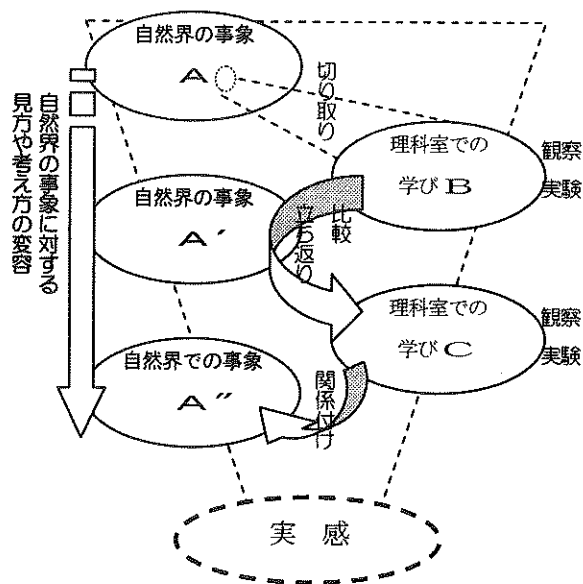 自然界の事象
A
切り取り
理科室での
学び B
観察
実験
自然界の事象に対する
見方や考え方の変容
自然界の事象
A′
比較
立ち返り
理科室での
学び C
観察
実験
自然界での事象
A″
関係付け
実 感